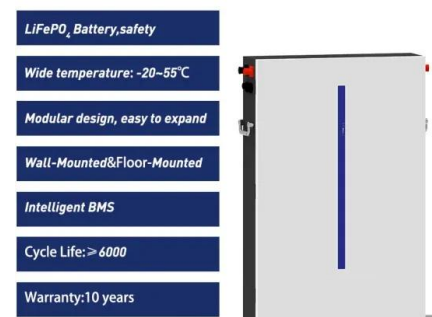 LiFePO₄ Battery,safety
Wide temperature: -20~55℃
Modular design, easy to expand
Wall-Mounted&Floor-Mounted
Intelligent BMS
Cycle Life:≥6000
Warranty:10 years